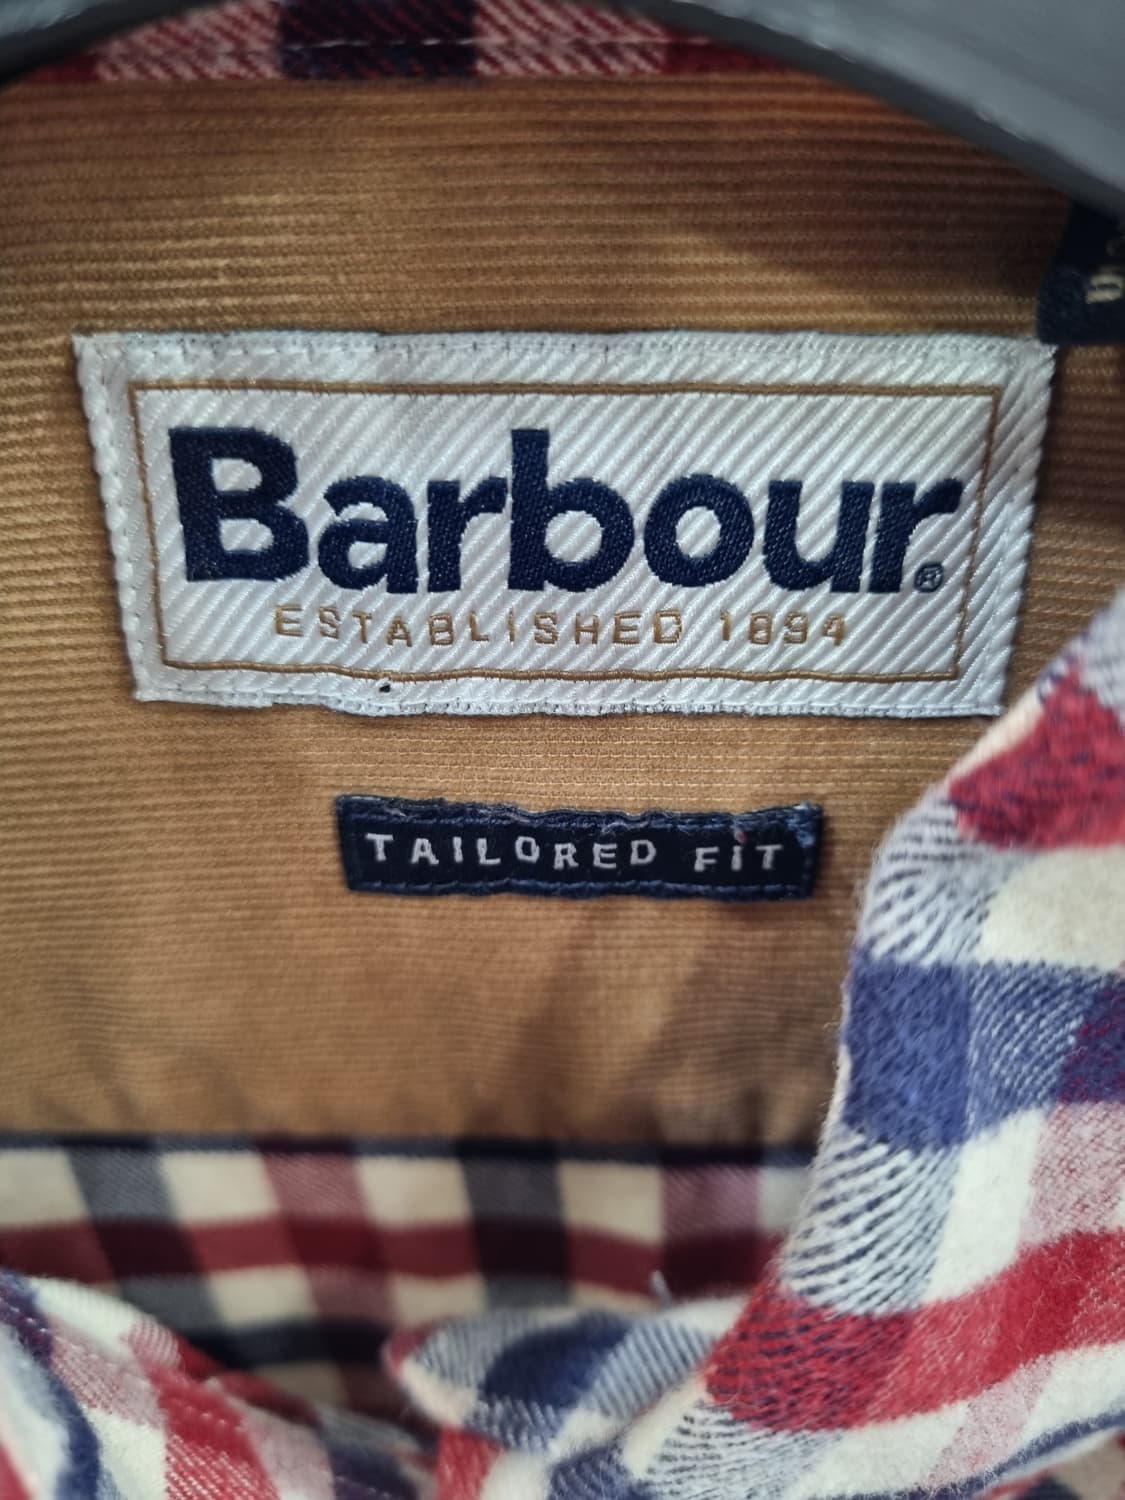 Barbour®
ESTABLISHED 1894
TAILORED FIT